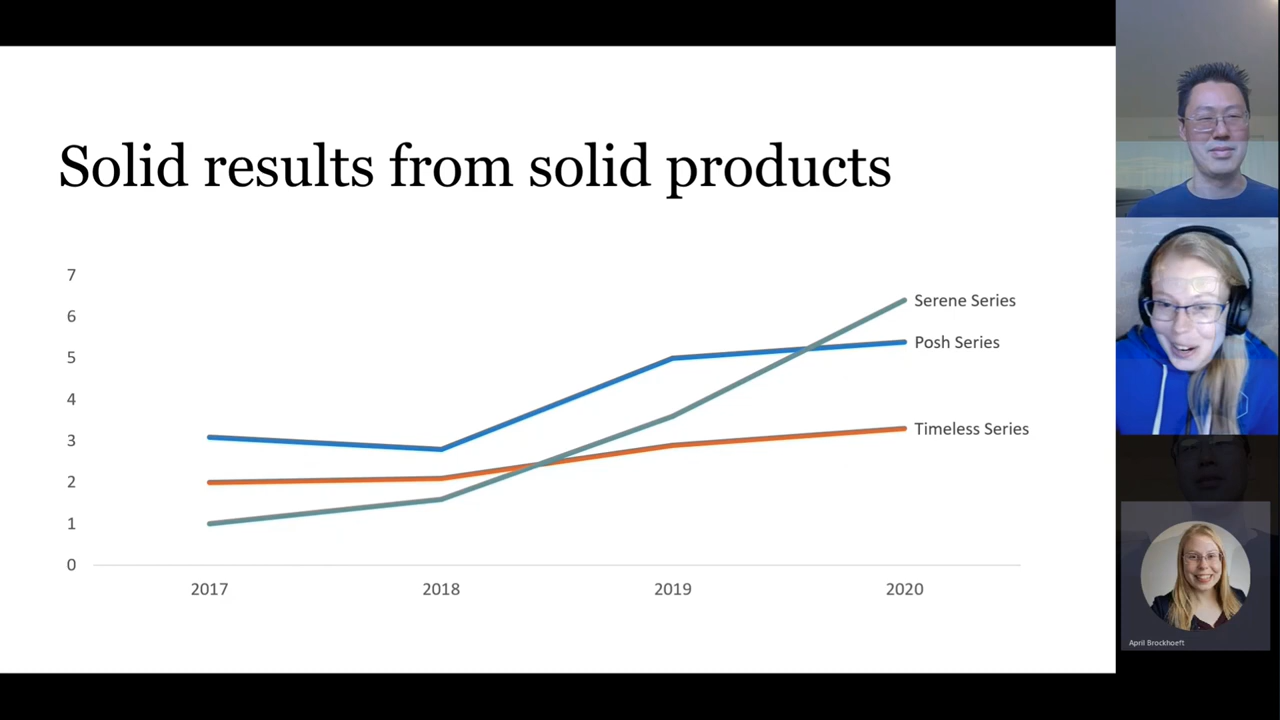 Solid results from solid products
7
6
5
4
3
2
1
0
2017 2018 2019 2020
Serene Series
Posh Series
Timeless Series
April Brockhoeft